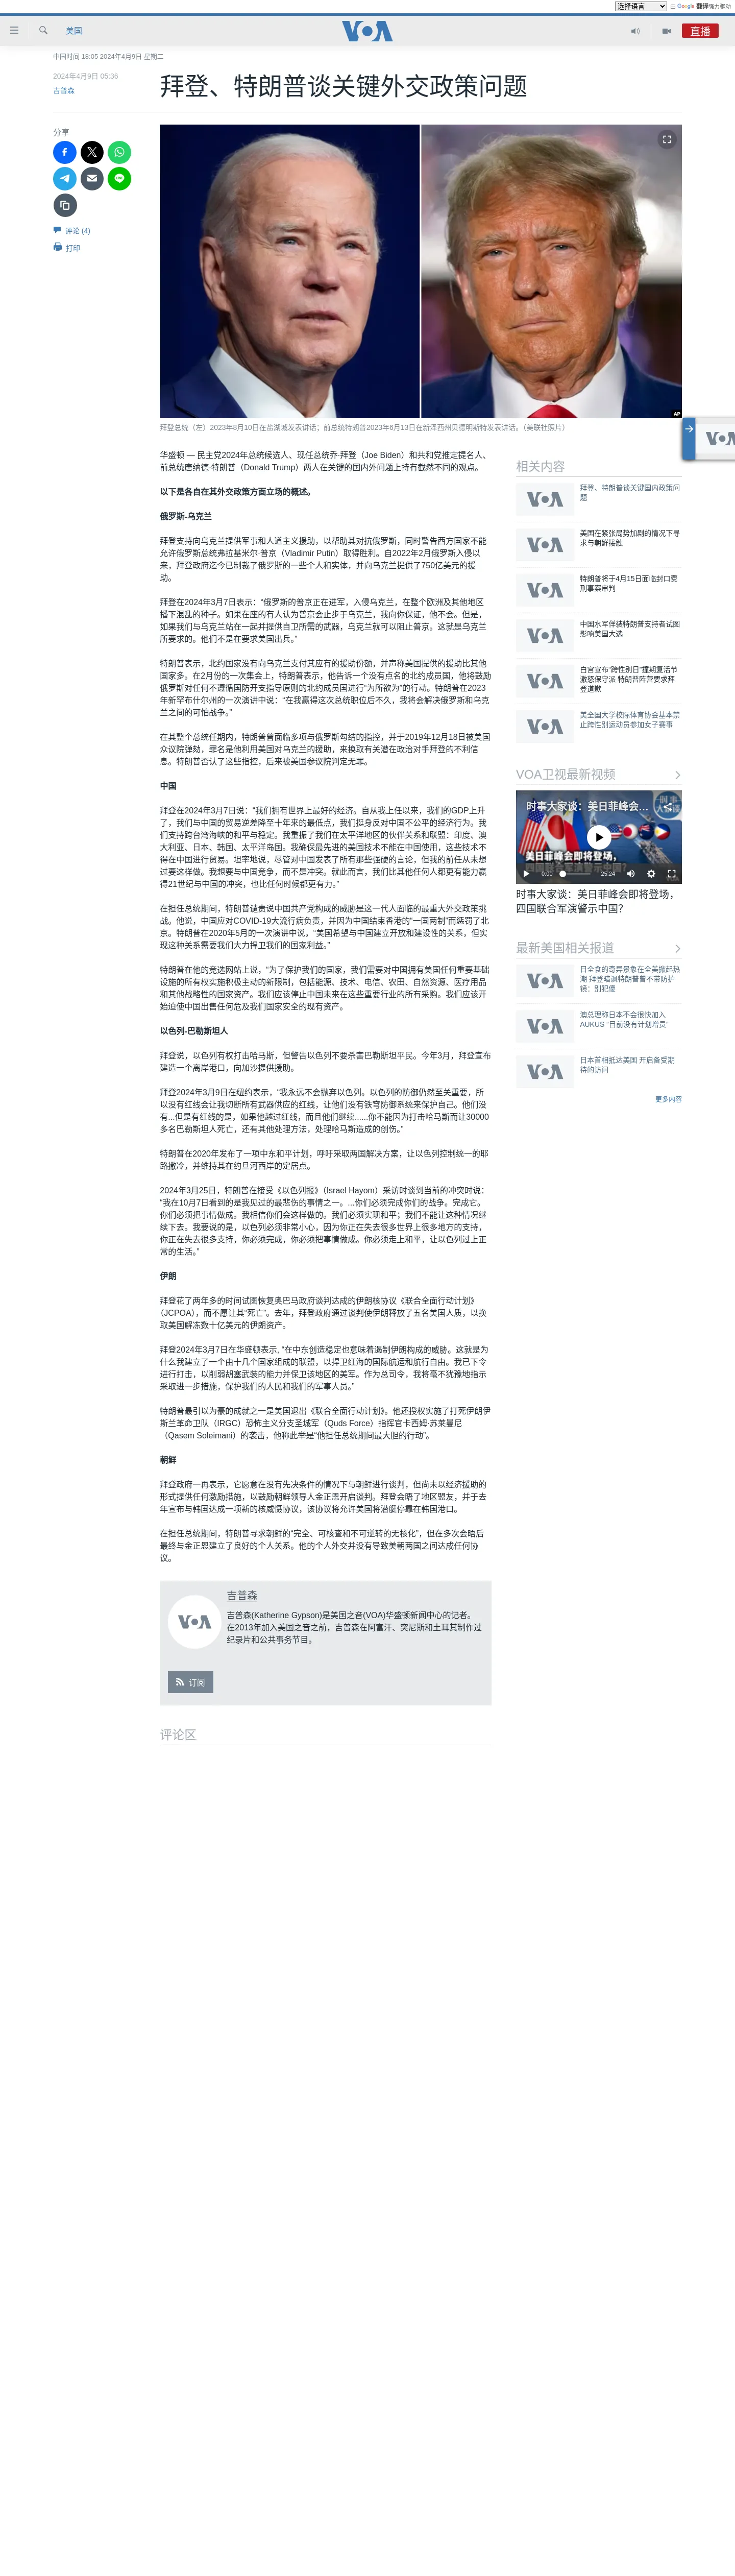 选择语言 由 Google 翻译强力驱动
美国
VOA
直播
中国时间 18:05 2024年4月9日 星期二
2024年4月9日 05:36
吉普森
拜登、特朗普谈关键外交政策问题
分享
评论 (4)
打印
AP
拜登总统（左）2023年8月10日在盐湖城发表讲话；前总统特朗普2023年6月13日在新泽西州贝德明斯特发表讲话。（美联社照片）
华盛顿 — 民主党2024年总统候选人、现任总统乔·拜登（Joe Biden）和共和党推定提名人、
前总统唐纳德·特朗普（Donald Trump）两人在关键的国内外问题上持有截然不同的观点。
以下是各自在其外交政策方面立场的概述。
俄罗斯-乌克兰
拜登支持向乌克兰提供军事和人道主义援助，以帮助其对抗俄罗斯，同时警告西方国家不能
允许俄罗斯总统弗拉基米尔·普京（Vladimir Putin）取得胜利。自2022年2月俄罗斯入侵以
来，拜登政府迄今已制裁了俄罗斯的一些个人和实体，并向乌克兰提供了750亿美元的援
助。
拜登在2024年3月7日表示：“俄罗斯的普京正在进军，入侵乌克兰，在整个欧洲及其他地区
播下混乱的种子。如果在座的有人认为普京会止步于乌克兰，我向你保证，他不会。但是，
如果我们与乌克兰站在一起并提供自卫所需的武器，乌克兰就可以阻止普京。这就是乌克兰
所要求的。他们不是在要求美国出兵。”
特朗普表示，北约国家没有向乌克兰支付其应有的援助份额，并声称美国提供的援助比其他
国家多。在2月份的一次集会上，特朗普表示，他告诉一个没有点名的北约成员国，他将鼓励
俄罗斯对任何不遵循国防开支指导原则的北约成员国进行“为所欲为”的行动。特朗普在2023
年新罕布什尔州的一次演讲中说：“在我赢得这次总统职位后不久，我将会解决俄罗斯和乌克
兰之间的可怕战争。”
在其整个总统任期内，特朗普曾面临多项与俄罗斯勾结的指控，并于2019年12月18日被美国
众议院弹劾，罪名是他利用美国对乌克兰的援助，来换取有关潜在政治对手拜登的不利信
息。特朗普否认了这些指控，后来被美国参议院判定无罪。
中国
拜登在2024年3月7日说：“我们拥有世界上最好的经济。自从我上任以来，我们的GDP上升
了，我们与中国的贸易逆差降至十年来的最低点，我们挺身反对中国不公平的经济行为。我
们支持跨台湾海峡的和平与稳定。我重振了我们在太平洋地区的伙伴关系和联盟：印度、澳
大利亚、日本、韩国、太平洋岛国。我确保最先进的美国技术不能在中国使用，这些技术不
得在中国进行贸易。坦率地说，尽管对中国发表了所有那些强硬的言论，但我的前任从未想
过要这样做。我想要与中国竞争，而不是冲突。就此而言，我们比其他任何人都更有能力赢
得21世纪与中国的冲突，也比任何时候都更有力。”
在担任总统期间，特朗普谴责说中国共产党构成的威胁是这一代人面临的最重大外交政策挑
战。他说，中国应对COVID-19大流行病负责，并因为中国结束香港的“一国两制”而惩罚了北
京。特朗普在2020年5月的一次演讲中说，“美国希望与中国建立开放和建设性的关系，但实
现这种关系需要我们大力捍卫我们的国家利益。”
特朗普在他的竞选网站上说，“为了保护我们的国家，我们需要对中国拥有美国任何重要基础
设施的所有权实施积极主动的新限制，包括能源、技术、电信、农田、自然资源、医疗用品
和其他战略性的国家资产。我们应该停止中国未来在这些重要行业的所有采购。我们应该开
始迫使中国出售任何危及我们国家安全的现有资产。
以色列-巴勒斯坦人
拜登说，以色列有权打击哈马斯，但警告以色列不要杀害巴勒斯坦平民。今年3月，拜登宣布
建造一个离岸港口，向加沙提供援助。
拜登2024年3月9日在纽约表示，“我永远不会抛弃以色列。以色列的防御仍然至关重要，所
以没有红线会让我切断所有武器供应的红线，让他们没有铁穹防御系统来保护自己。他们没
有...但是有红线的是，如果他越过红线，而且他们继续......你不能因为打击哈马斯而让30000
多名巴勒斯坦人死亡，还有其他处理方法，处理哈马斯造成的创伤。”
特朗普在2020年发布了一项中东和平计划，呼吁采取两国解决方案，让以色列控制统一的耶
路撒冷，并维持其在约旦河西岸的定居点。
2024年3月25日，特朗普在接受《以色列报》（Israel Hayom）采访时谈到当前的冲突时说：
“我在10月7日看到的是我见过的最悲伤的事情之一。...你们必须完成你们的战争。完成它。
你们必须把事情做成。我相信你们会这样做的。我们必须实现和平；我们不能让这种情况继
续下去。我要说的是，以色列必须非常小心，因为你正在失去很多世界上很多地方的支持，
你正在失去很多支持，你必须完成，你必须把事情做成。你必须走上和平，让以色列过上正
常的生活。”
伊朗
拜登花了两年多的时间试图恢复奥巴马政府谈判达成的伊朗核协议《联合全面行动计划》
（JCPOA），而不愿让其“死亡”。去年，拜登政府通过谈判使伊朗释放了五名美国人质，以换
取美国解冻数十亿美元的伊朗资产。
拜登2024年3月7日在华盛顿表示, “在中东创造稳定也意味着遏制伊朗构成的威胁。这就是为
什么我建立了一个由十几个国家组成的联盟，以捍卫红海的国际航运和航行自由。我已下令
进行打击，以削弱胡塞武装的能力并保卫该地区的美军。作为总司令，我将毫不犹豫地指示
采取进一步措施，保护我们的人民和我们的军事人员。”
特朗普最引以为豪的成就之一是美国退出《联合全面行动计划》。他还授权实施了打死伊朗伊
斯兰革命卫队（IRGC）恐怖主义分支圣城军（Quds Force）指挥官卡西姆·苏莱曼尼
（Qasem Soleimani）的袭击，他称此举是“他担任总统期间最大胆的行动”。
朝鲜
拜登政府一再表示，它愿意在没有先决条件的情况下与朝鲜进行谈判，但尚未以经济援助的
形式提供任何激励措施，以鼓励朝鲜领导人金正恩开启谈判。拜登会晤了地区盟友，并于去
年宣布与韩国达成一项新的核威慑协议，该协议将允许美国将潜艇停靠在韩国港口。
在担任总统期间，特朗普寻求朝鲜的“完全、可核查和不可逆转的无核化”，但在多次会晤后
最终与金正恩建立了良好的个人关系。他的个人外交并没有导致美朝两国之间达成任何协
议。
VOA
吉普森
吉普森(Katherine Gypson)是美国之音(VOA)华盛顿新闻中心的记者。
在2013年加入美国之音之前，吉普森在阿富汗、突尼斯和土耳其制作过
纪录片和公共事务节目。
订阅
评论区
相关内容
VOA
拜登、特朗普谈关键国内政策问
题
VOA
美国在紧张局势加剧的情况下寻
求与朝鲜接触
VOA
特朗普将于4月15日面临封口费
刑事案审判
VOA
中国水军佯装特朗普支持者试图
影响美国大选
VOA
白宫宣布“跨性别日”撞期复活节
激怒保守派 特朗普阵营要求拜
登道歉
VOA
美全国大学校际体育协会基本禁
止跨性别运动员参加女子赛事
VOA卫视最新视频
时事大家谈：美日菲峰会...
美日菲峰会即将登场，
0:00 25:24
时事大家谈：美日菲峰会即将登场，
四国联合军演警示中国？
最新美国相关报道
VOA
日全食的奇异景象在全美掀起热
潮 拜登暗讽特朗普曾不带防护
镜：别犯傻
VOA
澳总理称日本不会很快加入
AUKUS “目前没有计划增员”
VOA
日本首相抵达美国 开启备受期
待的访问
更多内容